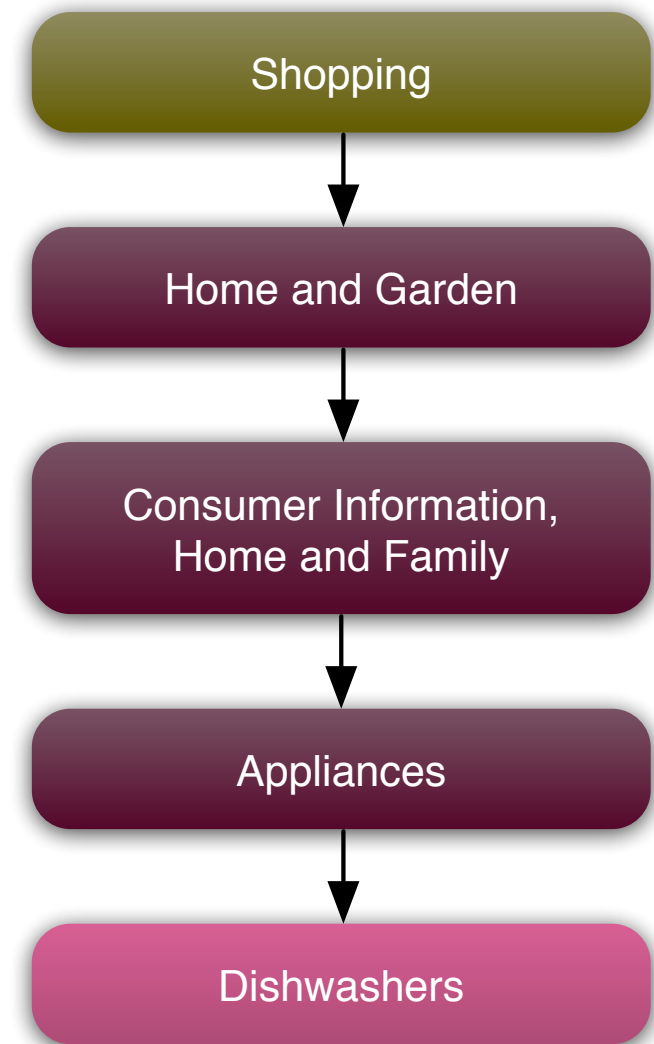 Shopping
Home and Garden
Consumer Information,
Home and Family
Appliances
Dishwashers